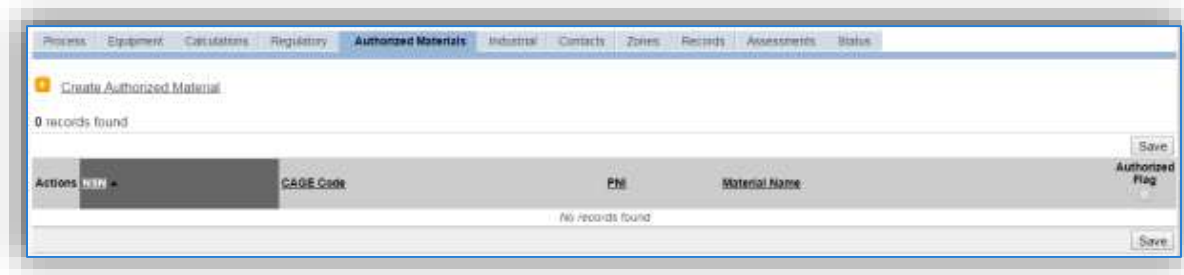 Process Equipment Calculations Regulatory Authorized Materials Industrial Contacts Zones Records Assessments Status
Create Authorized Material
0 records found
Save
Actions NSN CAGE Code PNI Material Name Authorized Flag
No records found
Save